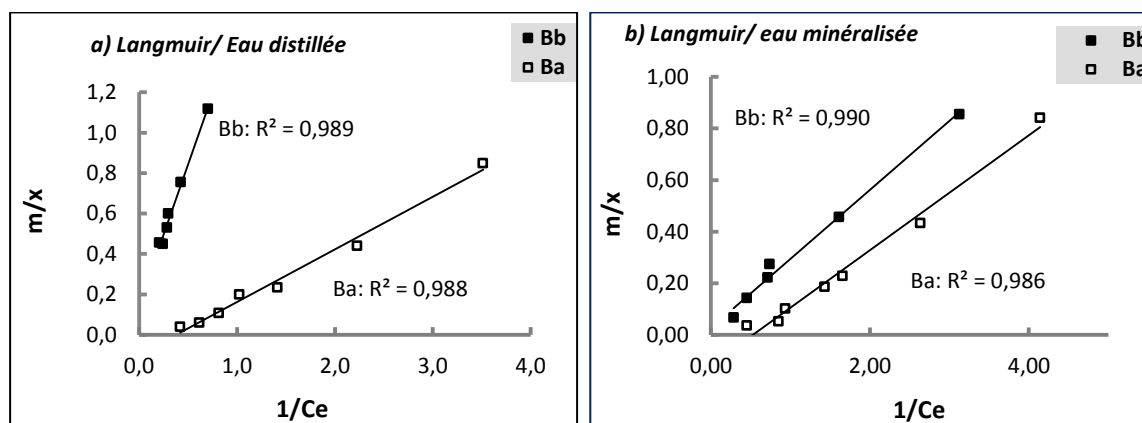 a) Langmuir/ Eau distillée
Bb
Ba
1,2
1,0
0,8
0,6
0,4
0,2
0,0
m/x
Bb: R² = 0,989
Ba: R² = 0,988
0,0
1,0
2,0
3,0
4,0
1/Ce
b) Langmuir/ eau minéralisée
Bb
Ba
1,00
0,80
0,60
0,40
0,20
0,00
m/x
Bb: R² = 0,990
Ba: R² = 0,986
0,00
2,00
4,00
1/Ce